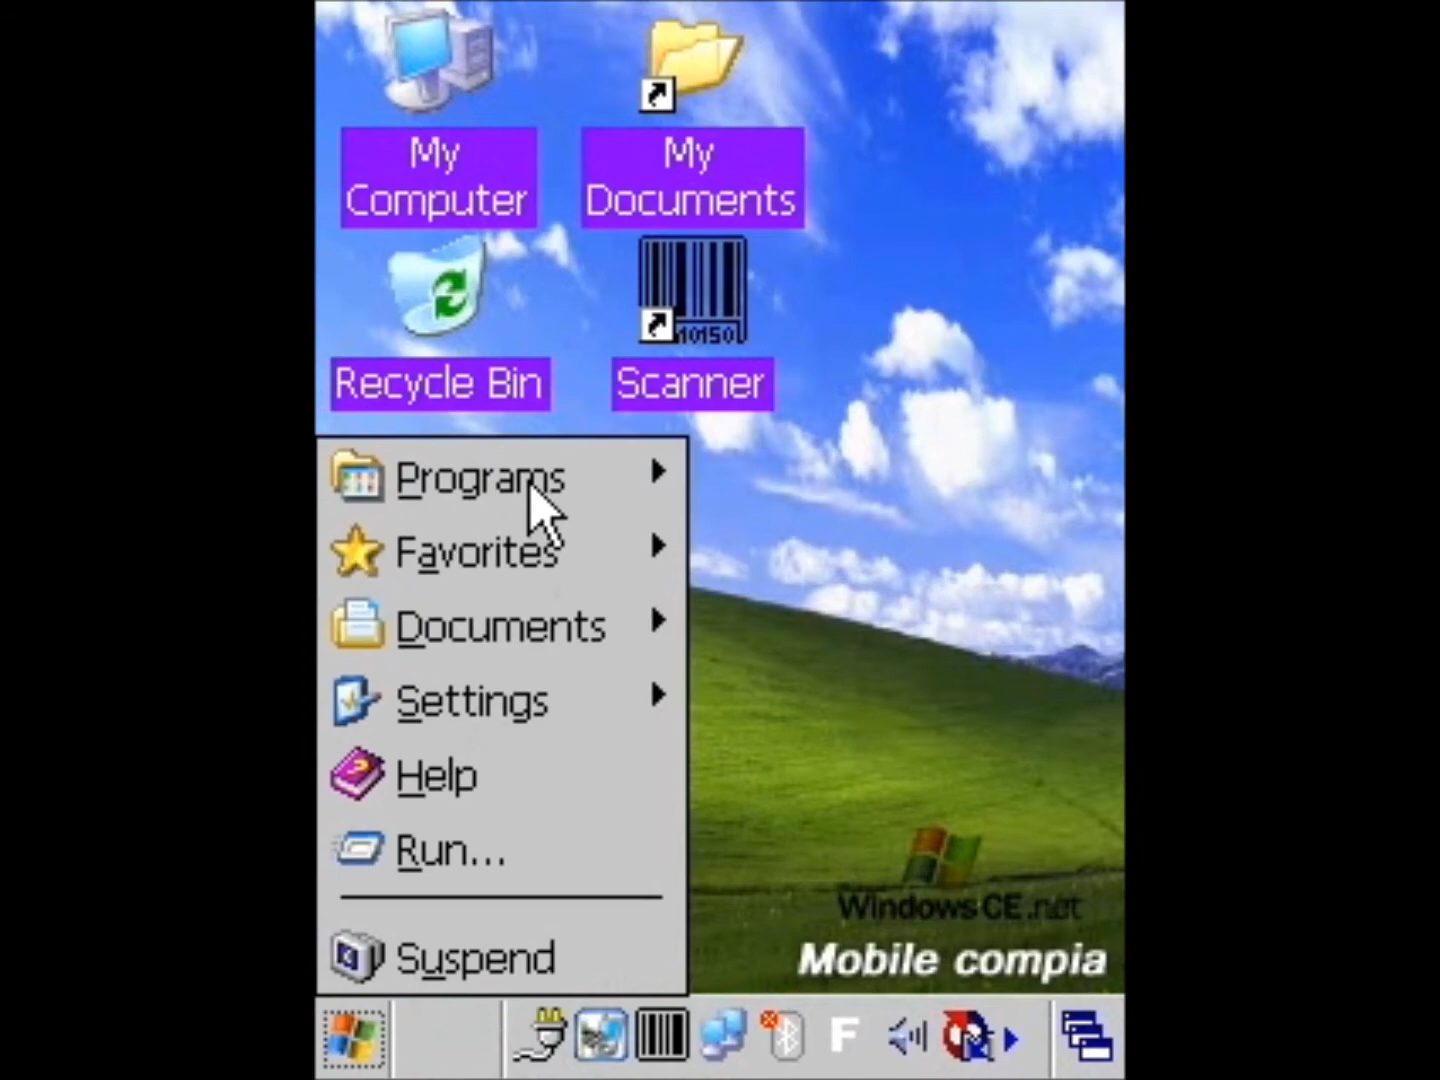 My Computer
My Documents
10150
Recycle Bin
Scanner
Programs
Favorites
Documents
Settings
Help
Run...
Suspend
Windows CE .net
Mobile compia
F